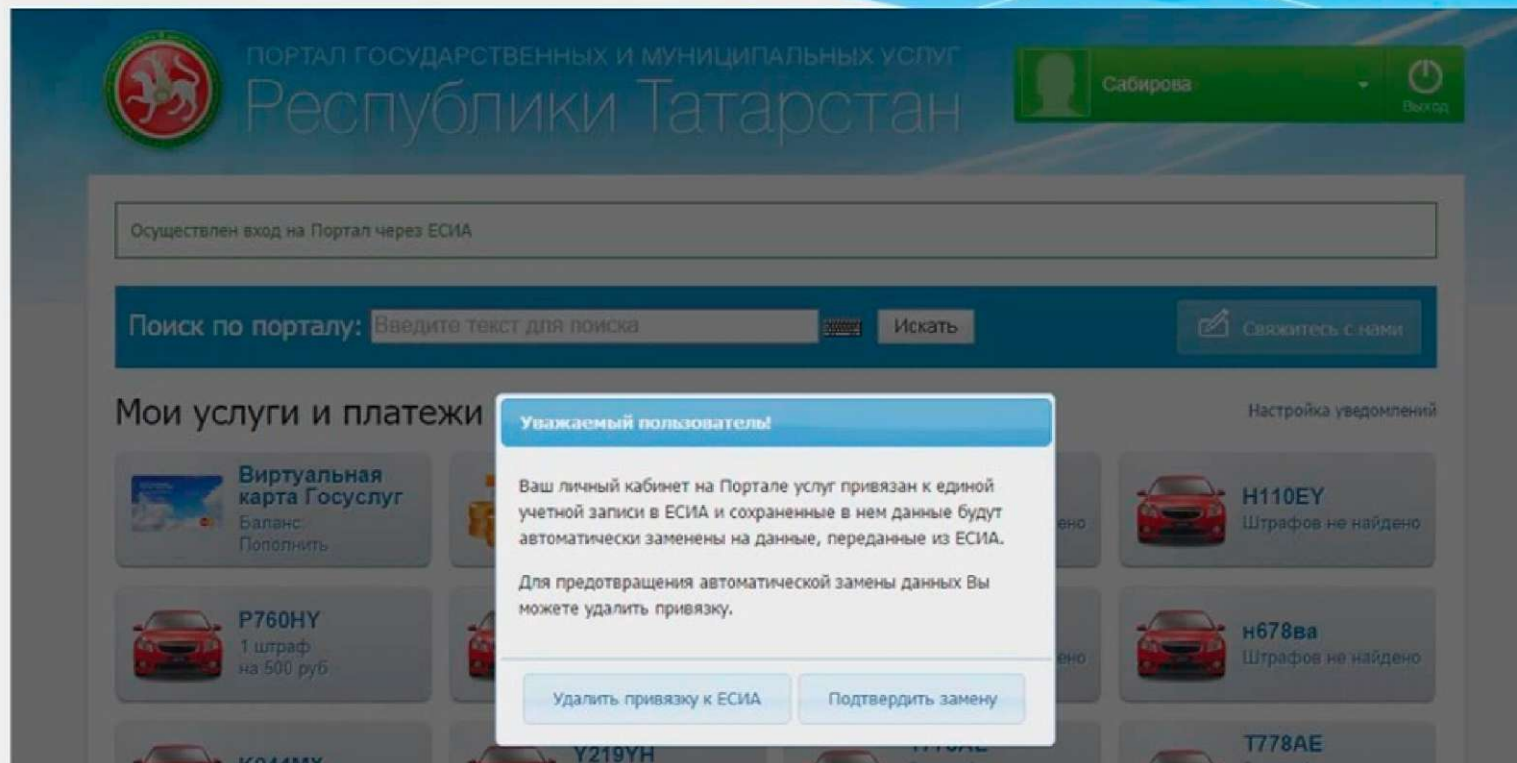 ПОРТАЛ ГОСУДАРСТВЕННЫХ И МУНИЦИПАЛЬНЫХ УСЛУГ
Республики Татарстан
Сабирова
Выход
Осуществлен вход на Портал через ЕСИА
Поиск по порталу:
Введите текст для поиска
Искать
Свяжитесь с нами
Мои услуги и платежи
Настройка уведомлений
Уважаемый пользователь!
Ваш личный кабинет на Портале услуг привязан к единой
учетной записи в ЕСИА и сохраненные в нем данные будут
автоматически заменены на данные, переданные из ЕСИА.
Для предотвращения автоматической замены данных Вы
можете удалить привязку.
Удалить привязку к ЕСИА
Подтвердить замену
Виртуальная
карта Госуслуг
Баланс:
Пополнить
Н110ЕУ
Штрафов не найдено
Р760НУ
1 штраф
на 500 руб
н678ва
Штрафов не найдено
Y219YH
Т778АЕ